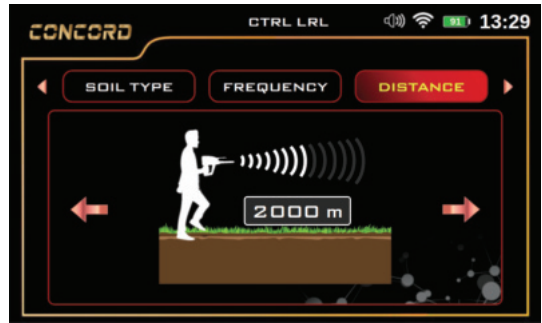 CONCORD
CTRL LRL
91
13:29
SOIL TYPE
FREQUENCY
DISTANCE
2000 m